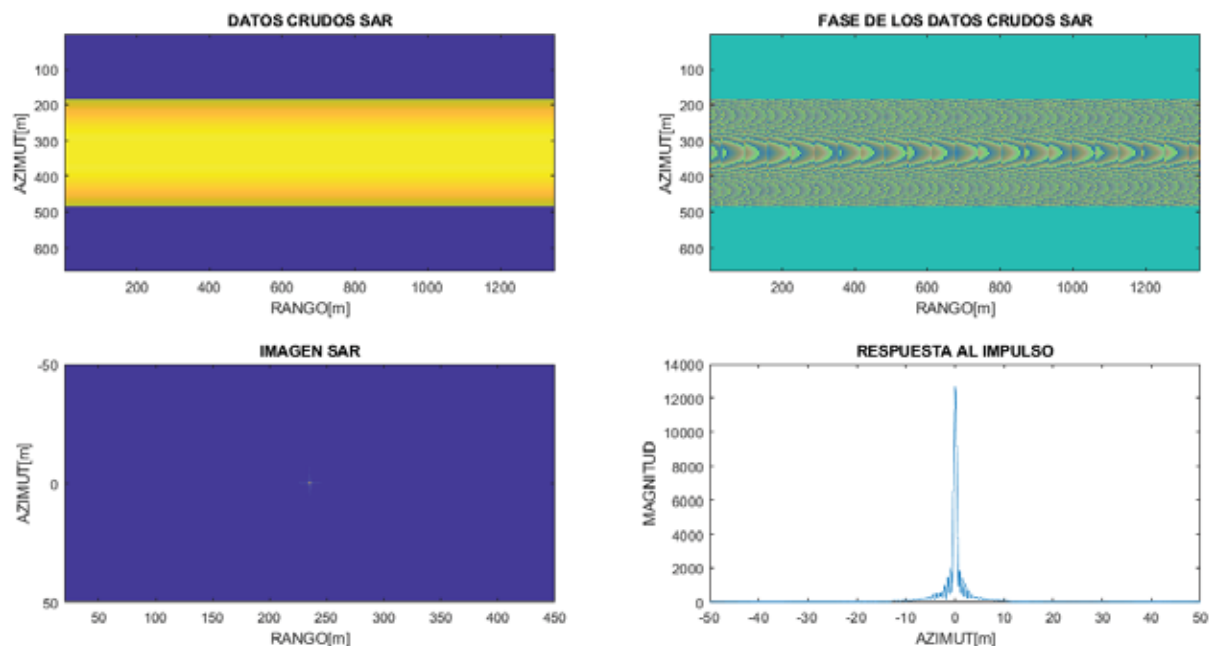 DATOS CRUDOS SAR
100
200
300
400
500
600
AZIMUT[m]
200 400 600 800 1000 1200
RANGO[m]
FASE DE LOS DATOS CRUDOS SAR
100
200
300
400
500
600
AZIMUT[m]
200 400 600 800 1000 1200
RANGO[m]
IMAGEN SAR
-50
0
50
AZIMUT[m]
50 100 150 200 250 300 350 400 450
RANGO[m]
RESPUESTA AL IMPULSO
14000
12000
10000
8000
6000
4000
2000
0
MAGNITUD
-50 -40 -30 -20 -10 0 10 20 30 40 50
AZIMUT[m]